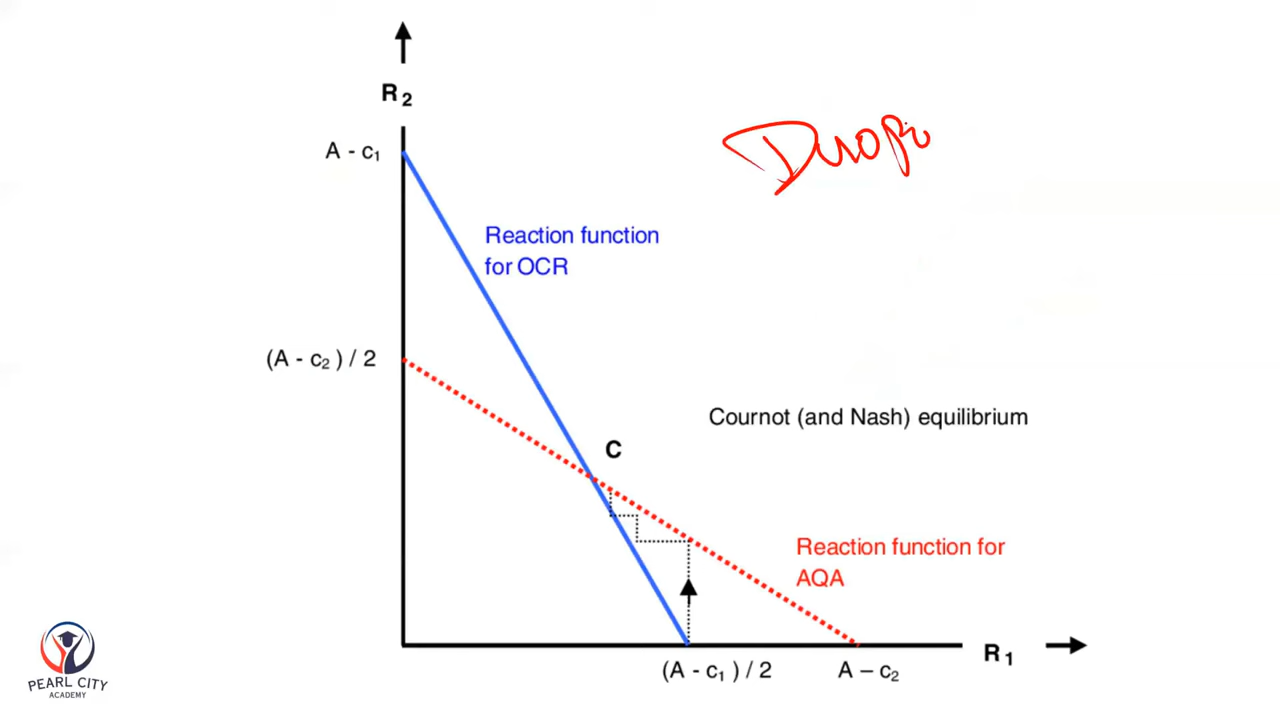 R2
Duopo
A - c1
Reaction function
for OCR
(A - c2 ) / 2
Cournot (and Nash) equilibrium
C
Reaction function for
AQA
R1
(A - c1 ) / 2
A – c2
PEARL CITY
ACADEMY